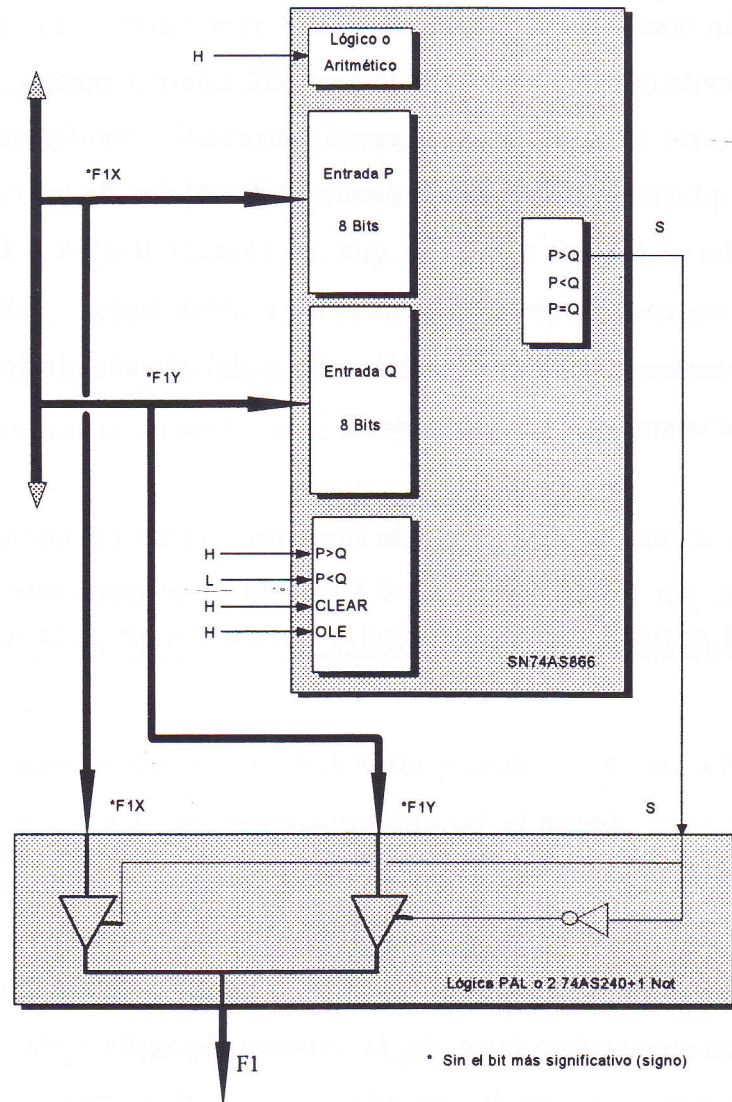 H
Lógico o
Aritmético
*F1X
Entrada P
8 Bits
S
P>Q
P<Q
P=Q
*F1Y
Entrada Q
8 Bits
H
P>Q
L
P<Q
H
CLEAR
H
OLE
SN74AS866
*F1X
*F1Y
S
Lógica PAL o 2 74AS240+1 Not
F1
* Sin el bit más significativo (signo)